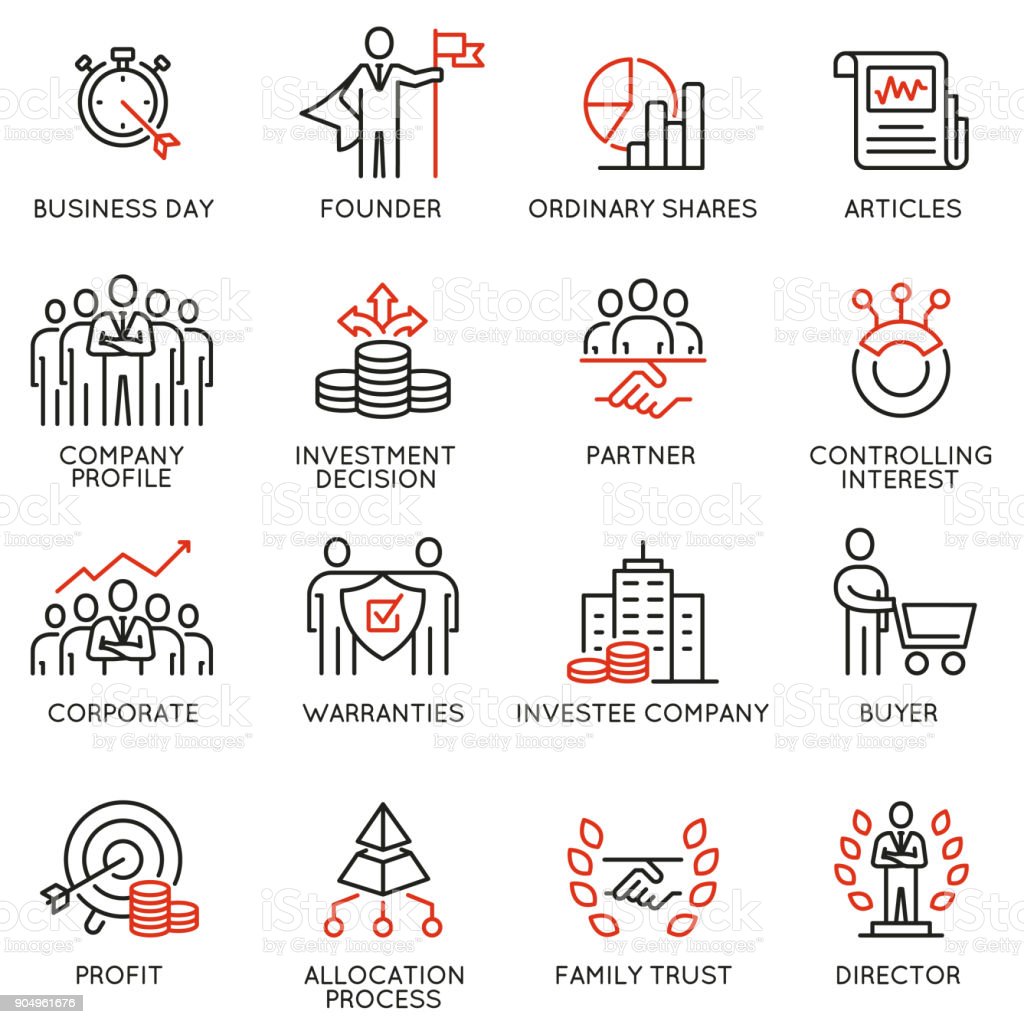 BUSINESS DAY
FOUNDER
ORDINARY SHARES
ARTICLES
COMPANY
PROFILE
INVESTMENT
DECISION
PARTNER
CONTROLLING
INTEREST
CORPORATE
WARRANTIES
INVESTEE COMPANY
BUYER
PROFIT
ALLOCATION
PROCESS
FAMILY TRUST
DIRECTOR
iStock
by Getty Images™
904961676